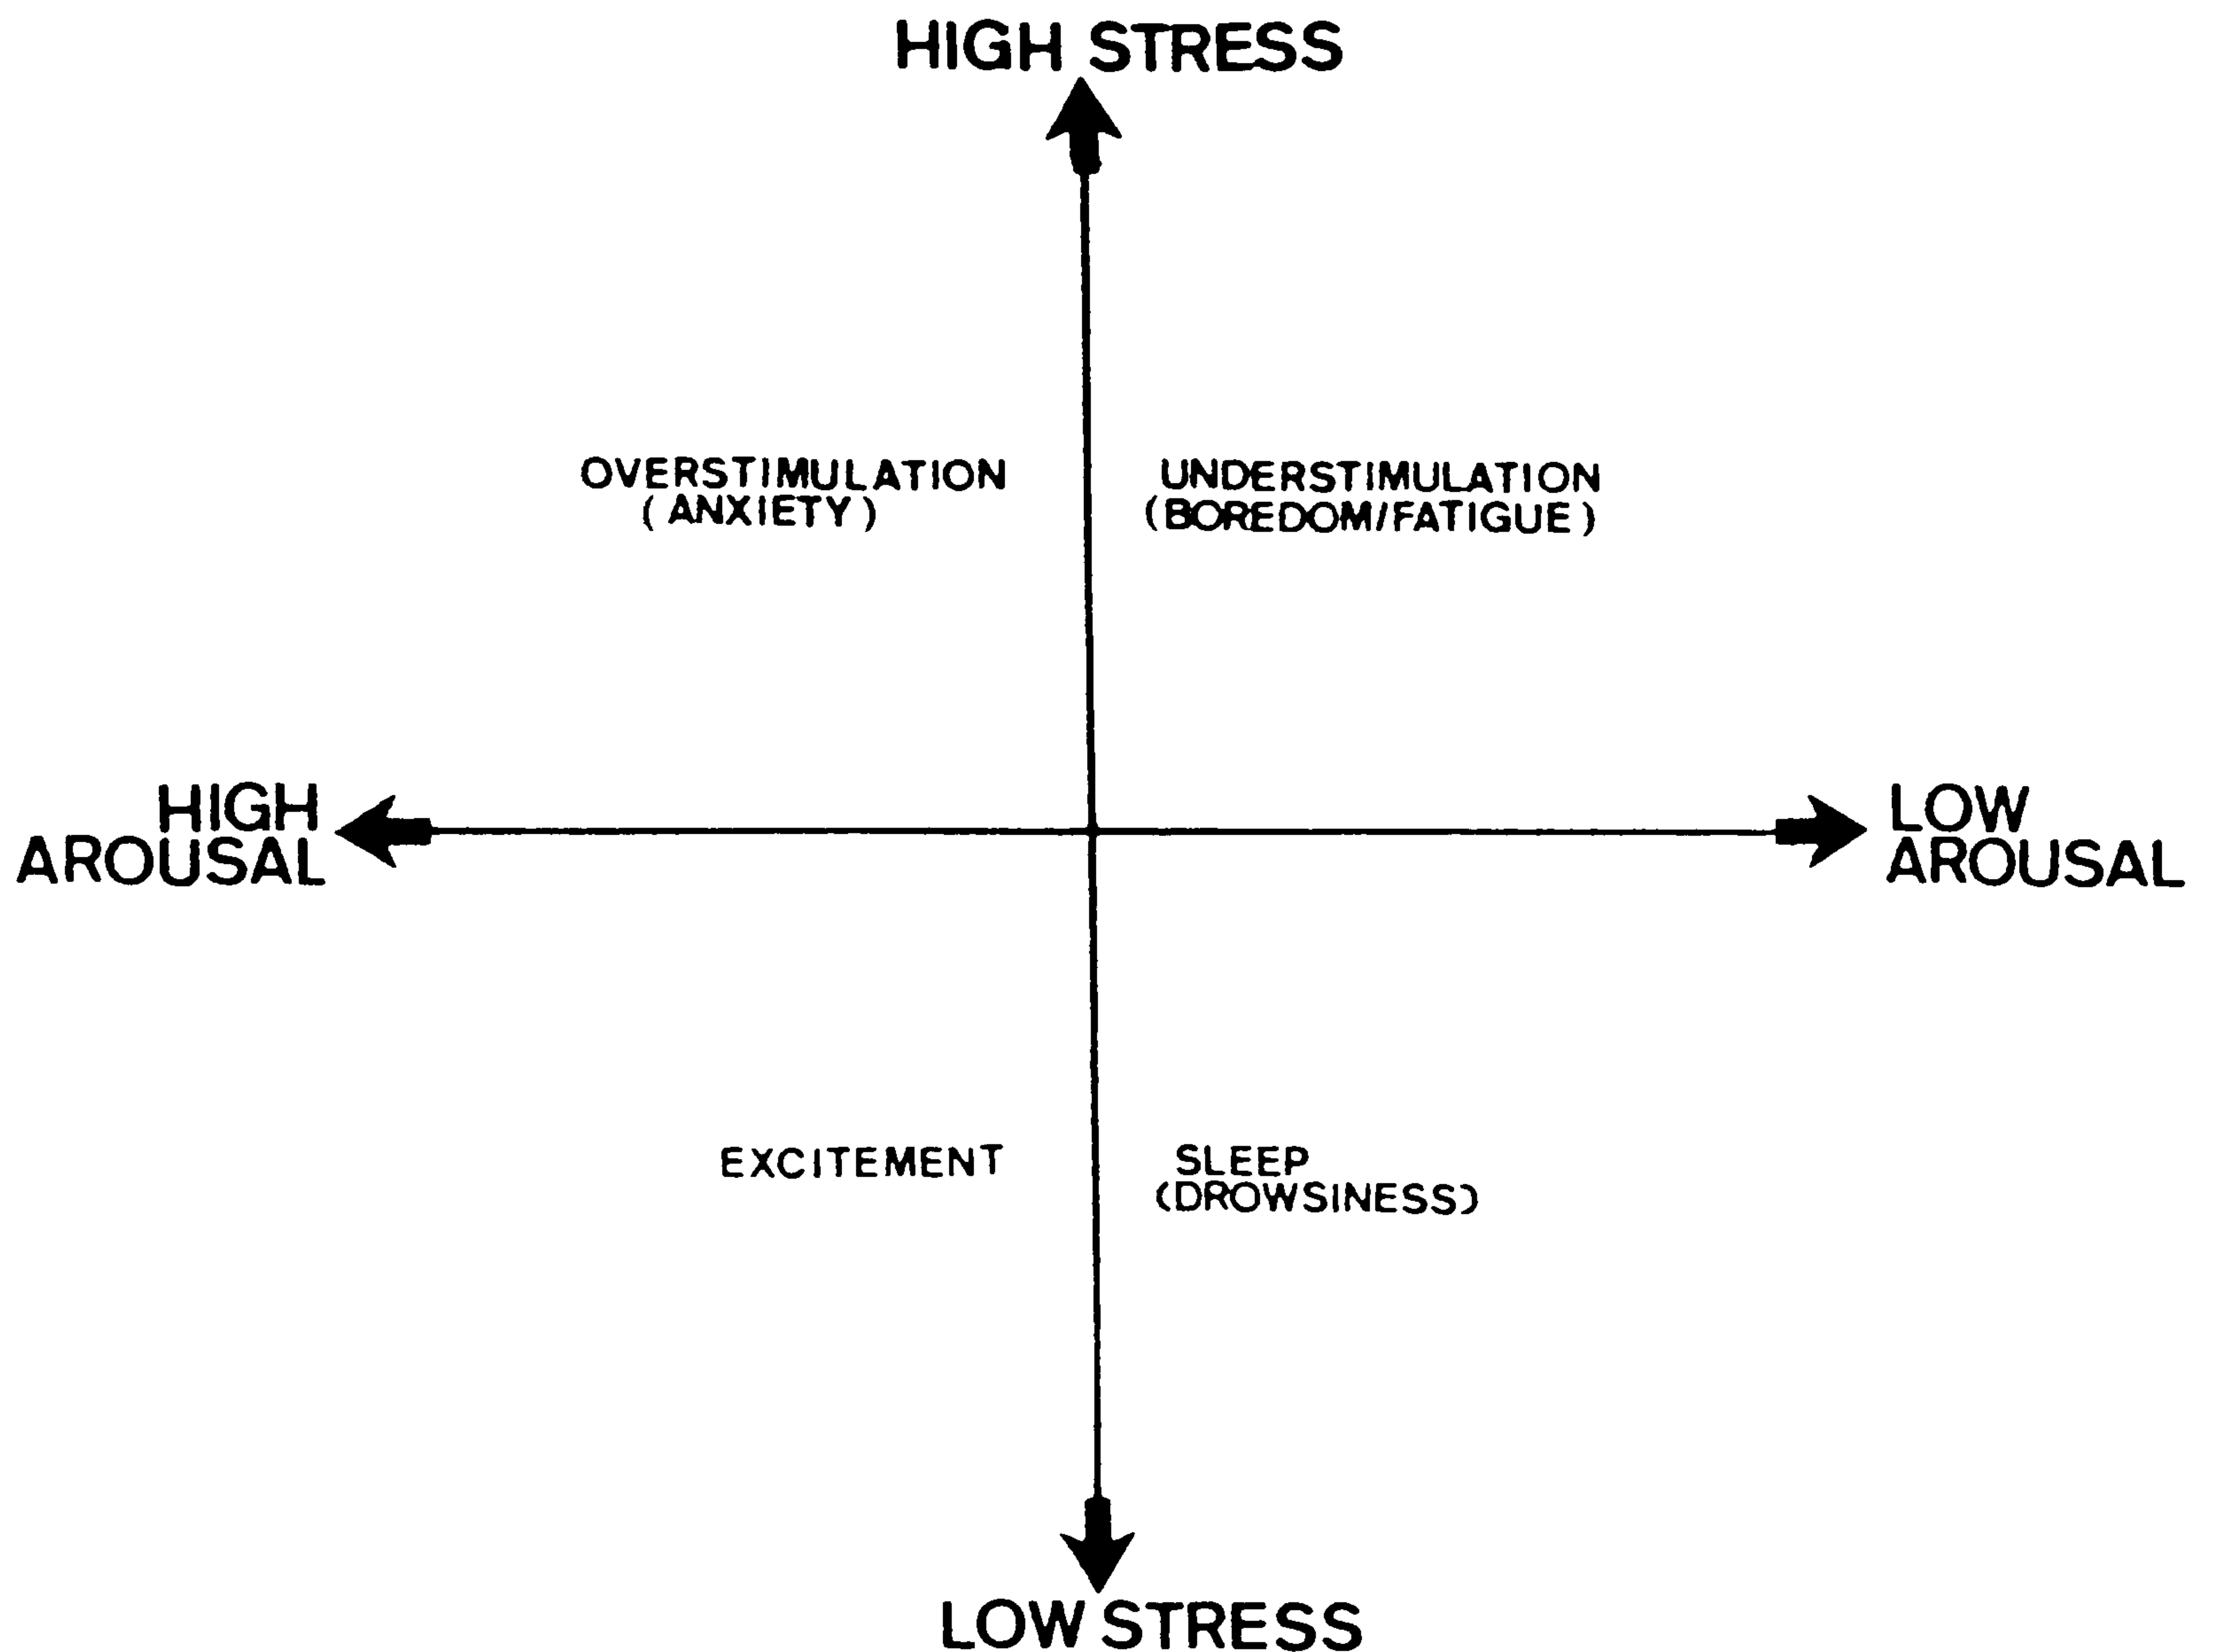 HIGH STRESS
OVERSTIMULATION
(ANXIETY)
UNDERSTIMULATION
(BOREDOM/FATIGUE)
HIGH
AROUSAL
LOW
AROUSAL
EXCITEMENT
SLEEP
(DROWSINESS)
LOW STRESS